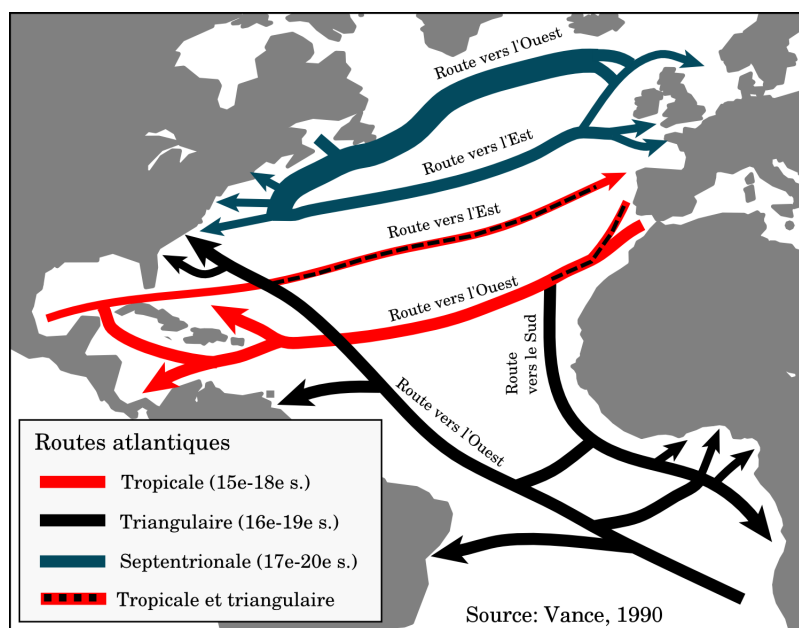 Route vers l'Ouest
Route vers l'Est
Route vers l'Est
Route vers l'Ouest
Route
vers le Sud
Route vers l'Ouest
Routes atlantiques
Tropicale (15e-18e s.)
Triangulaire (16e-19e s.)
Septentrionale (17e-20e s.)
Tropicale et triangulaire
Source: Vance, 1990